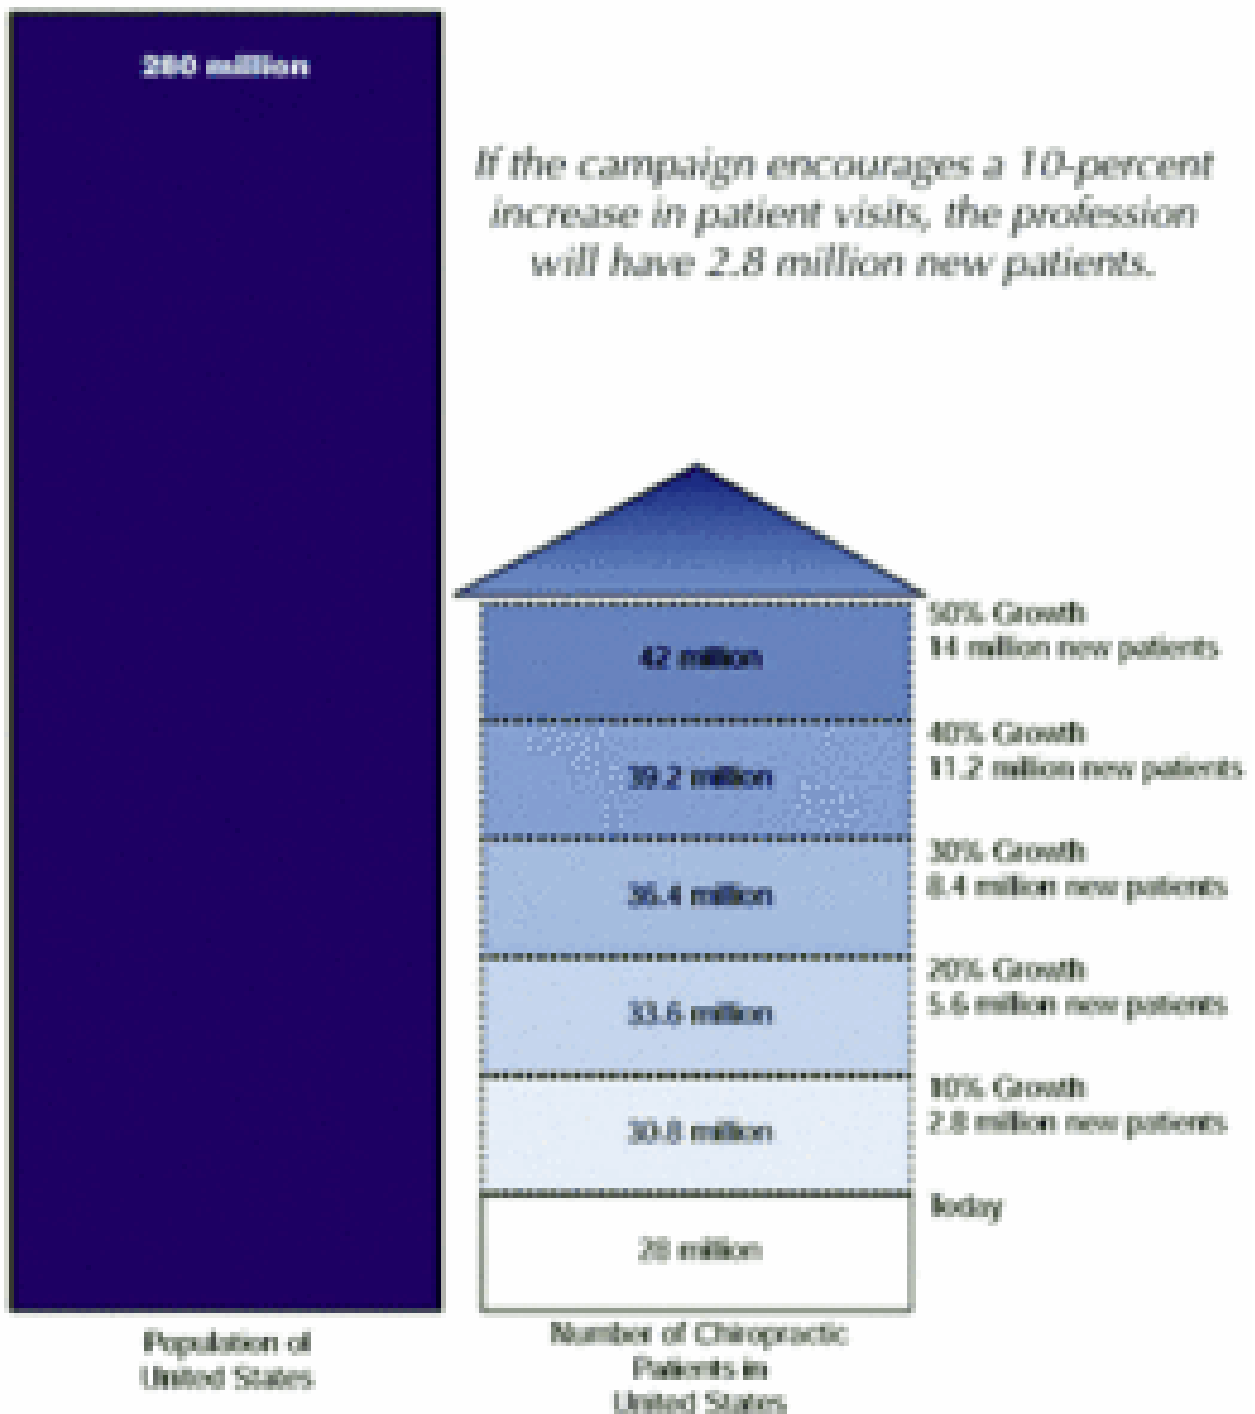 280 million
If the campaign encourages a 10-percent
increase in patient visits, the profession
will have 2.8 million new patients.
50% Growth
14 million new patients
42 million
40% Growth
11.2 million new patients
39.2 million
30% Growth
8.4 million new patients
36.4 million
20% Growth
5.6 million new patients
33.6 million
10% Growth
2.8 million new patients
30.8 million
Today
28 million
Population of
United States
Number of Chiropractic
Patients in
United States